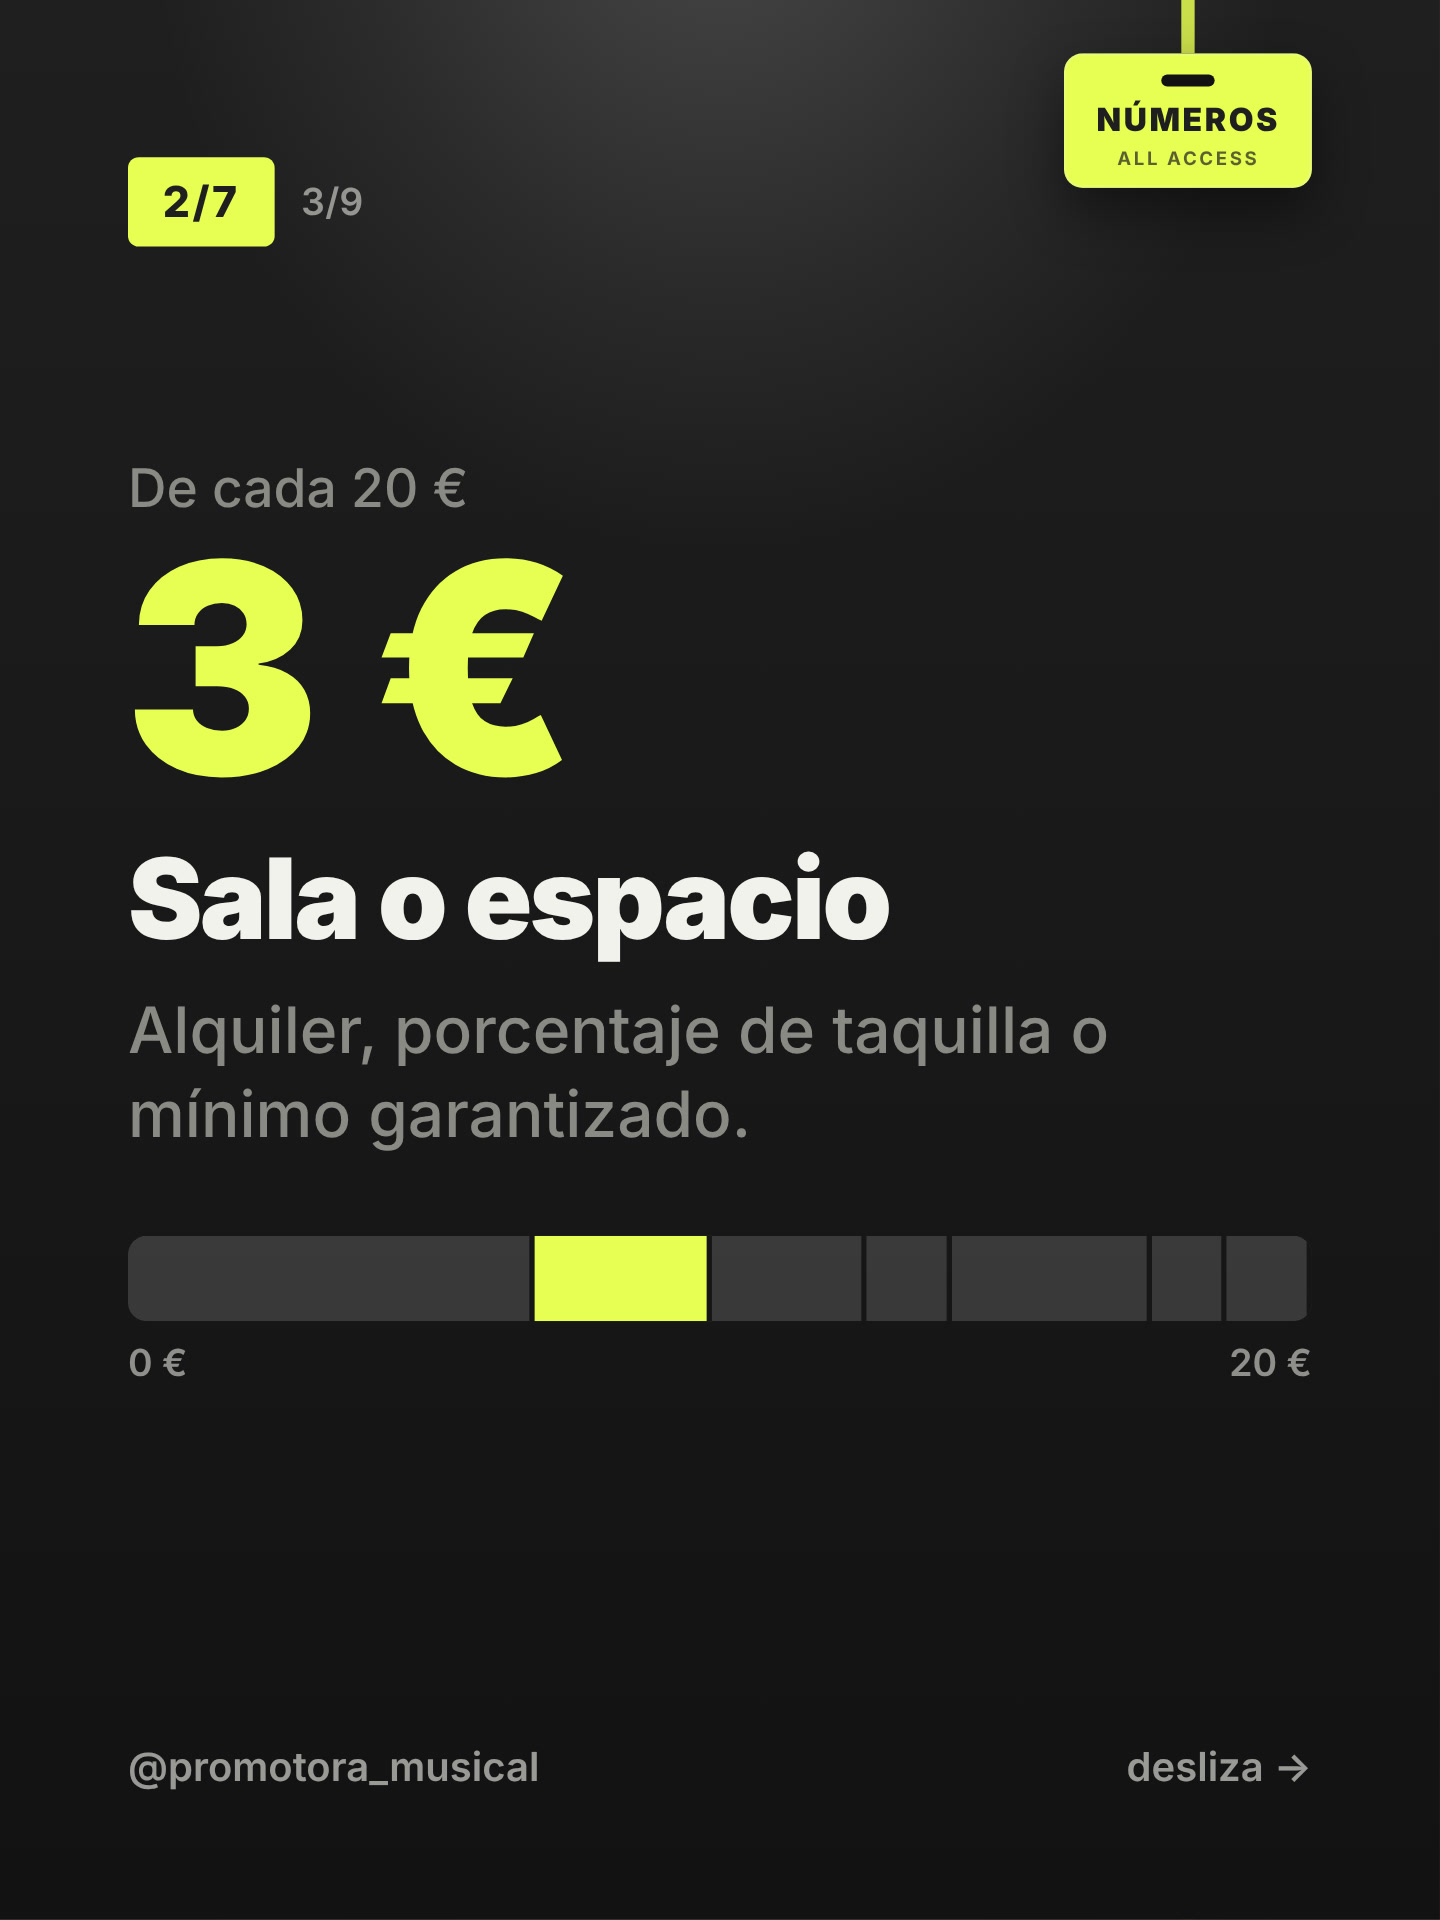 NÚMEROS
ALL ACCESS
2/7 3/9
De cada 20 €
3 €
Sala o espacio
Alquiler, porcentaje de taquilla o
mínimo garantizado.
0 € 20 €
@promotora_musical desliza →